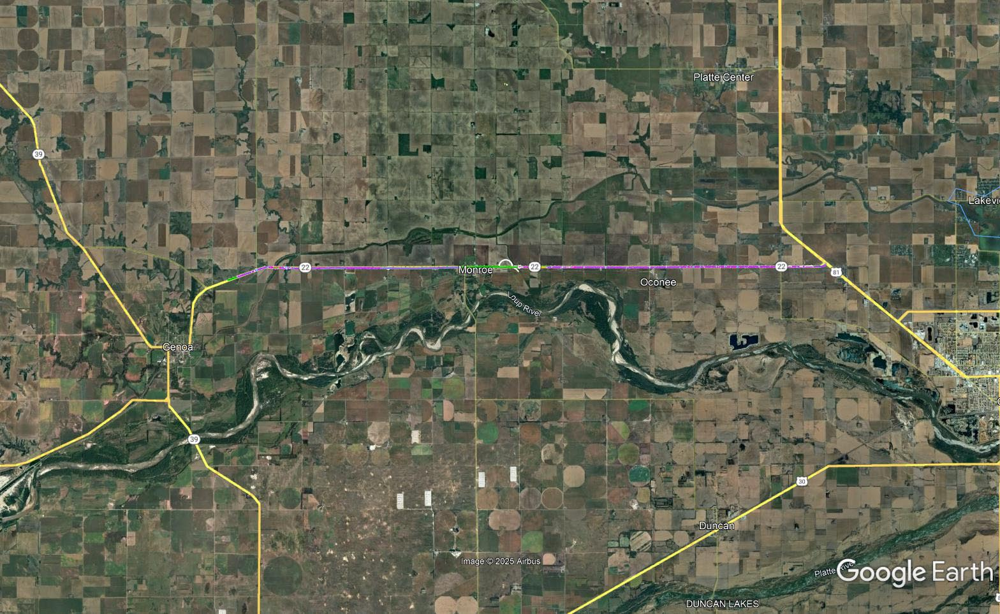 Platte Center
39
Lakevi
22
Monroe
22
22
81
Oconee
Loup River
Genoa
39
30
Duncan
Image © 2025 Airbus
Platte River
Google Earth
DUNCAN LAKES